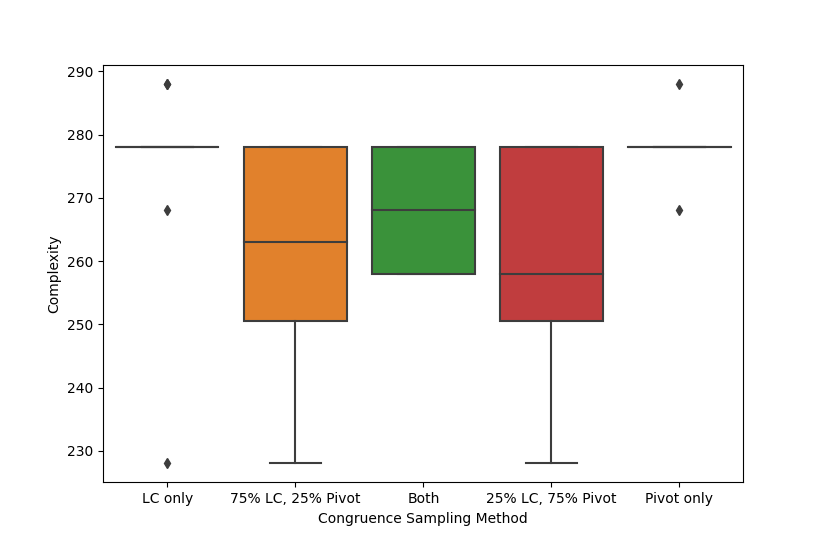 290
280
270
260
250
240
230
Complexity
LC only
75% LC, 25% Pivot
Both
25% LC, 75% Pivot
Pivot only
Congruence Sampling Method